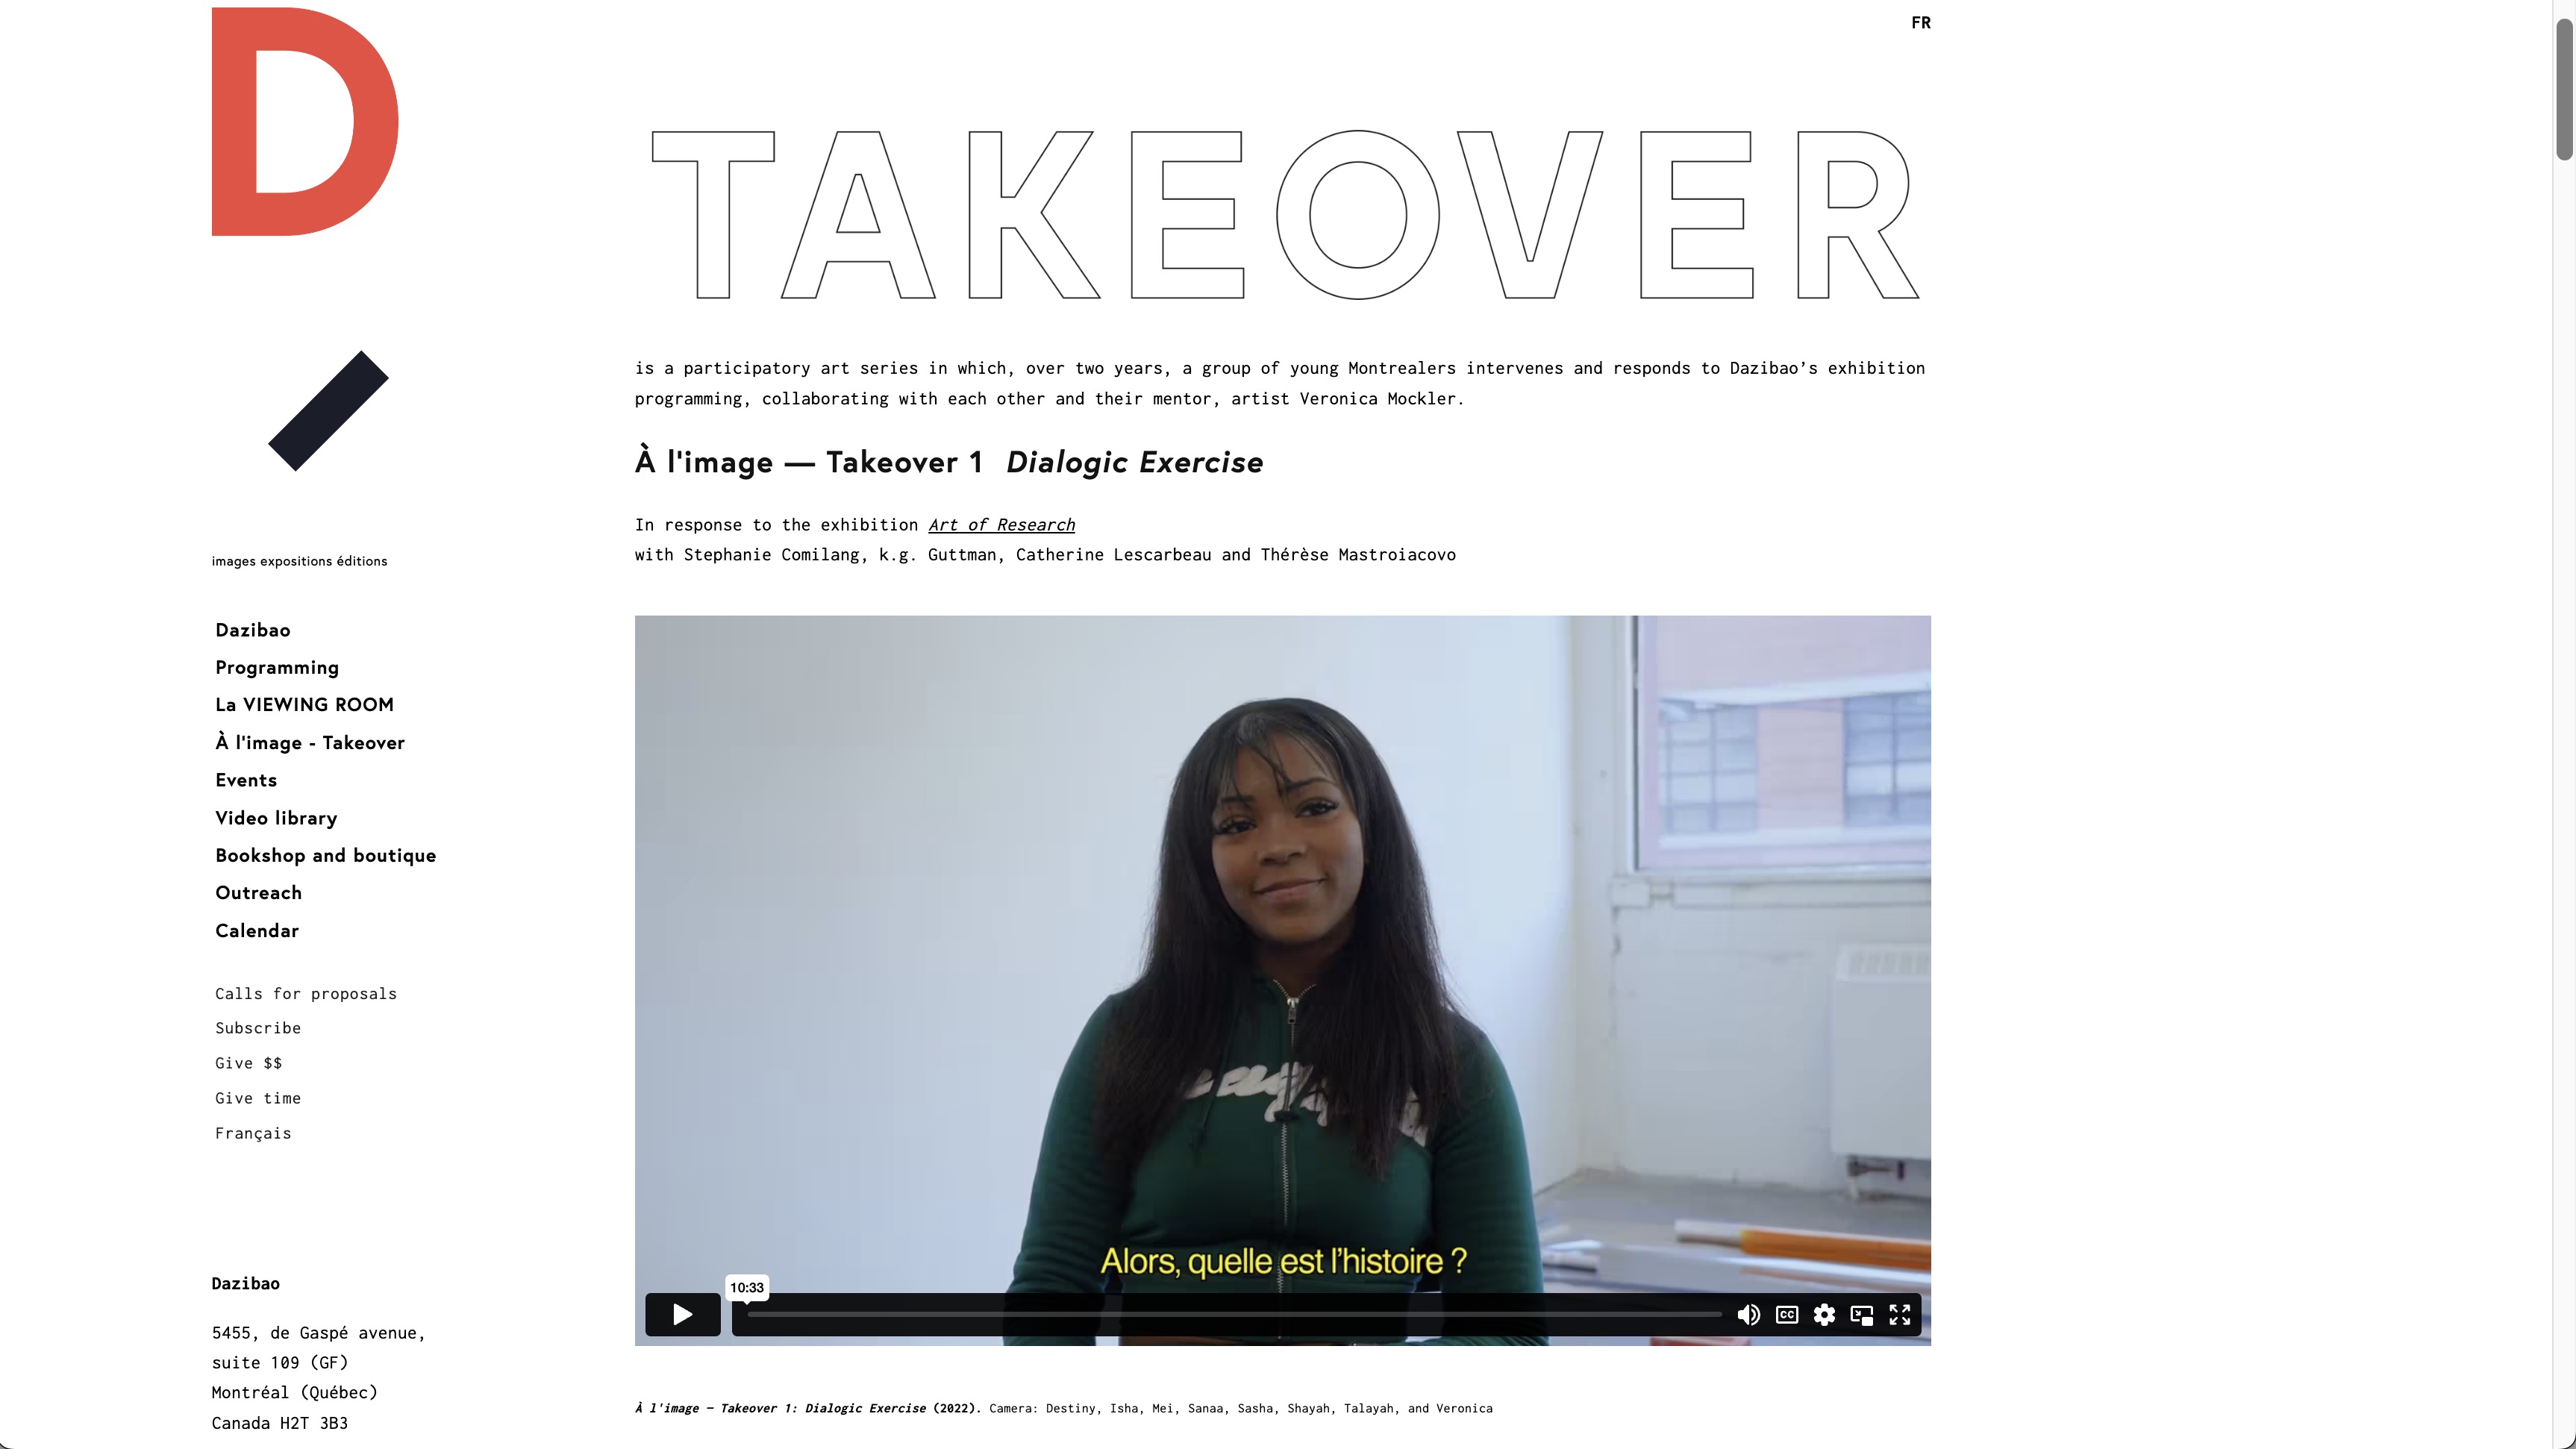 D
FR
TAKEOVER
is a participatory art series in which, over two years, a group of young Montrealers intervenes and responds to Dazibao’s exhibition
programming, collaborating with each other and their mentor, artist Veronica Mockler.
À l'image — Takeover 1 Dialogic Exercise
In response to the exhibition Art of Research
with Stephanie Comilang, k.g. Guttman, Catherine Lescarbeau and Thérèse Mastroiacovo
images expositions éditions
Dazibao
Programming
La VIEWING ROOM
À l'image - Takeover
Events
Video library
Bookshop and boutique
Outreach
Calendar
Calls for proposals
Subscribe
Give $$
Give time
Français
Dazibao
5455, de Gaspé avenue,
suite 109 (GF)
Montréal (Québec)
Canada H2T 3B3
Alors, quelle est l’histoire ?
10:33
CC
À l'image — Takeover 1: Dialogic Exercise (2022). Camera: Destiny, Isha, Mei, Sanaa, Sasha, Shayah, Talayah, and Veronica